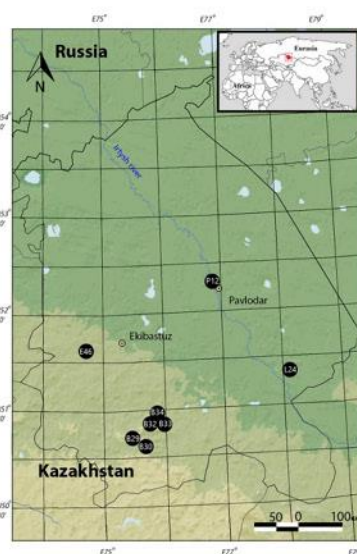 E75° E77° E79°
Russia
Eurasia
Africa
N
Irtysh river
P12
Pavlodar
Ekibastuz
E46
L24
B34
B32 B33
B29
B30
Kazakhstan
50 0 100
E75° E77°